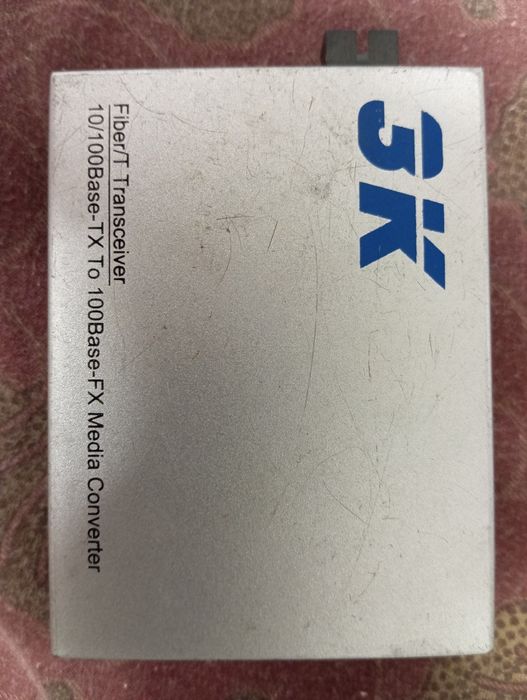 3K
Fiber/T Transceiver
10/100Base-TX To 100Base-FX Media Converter